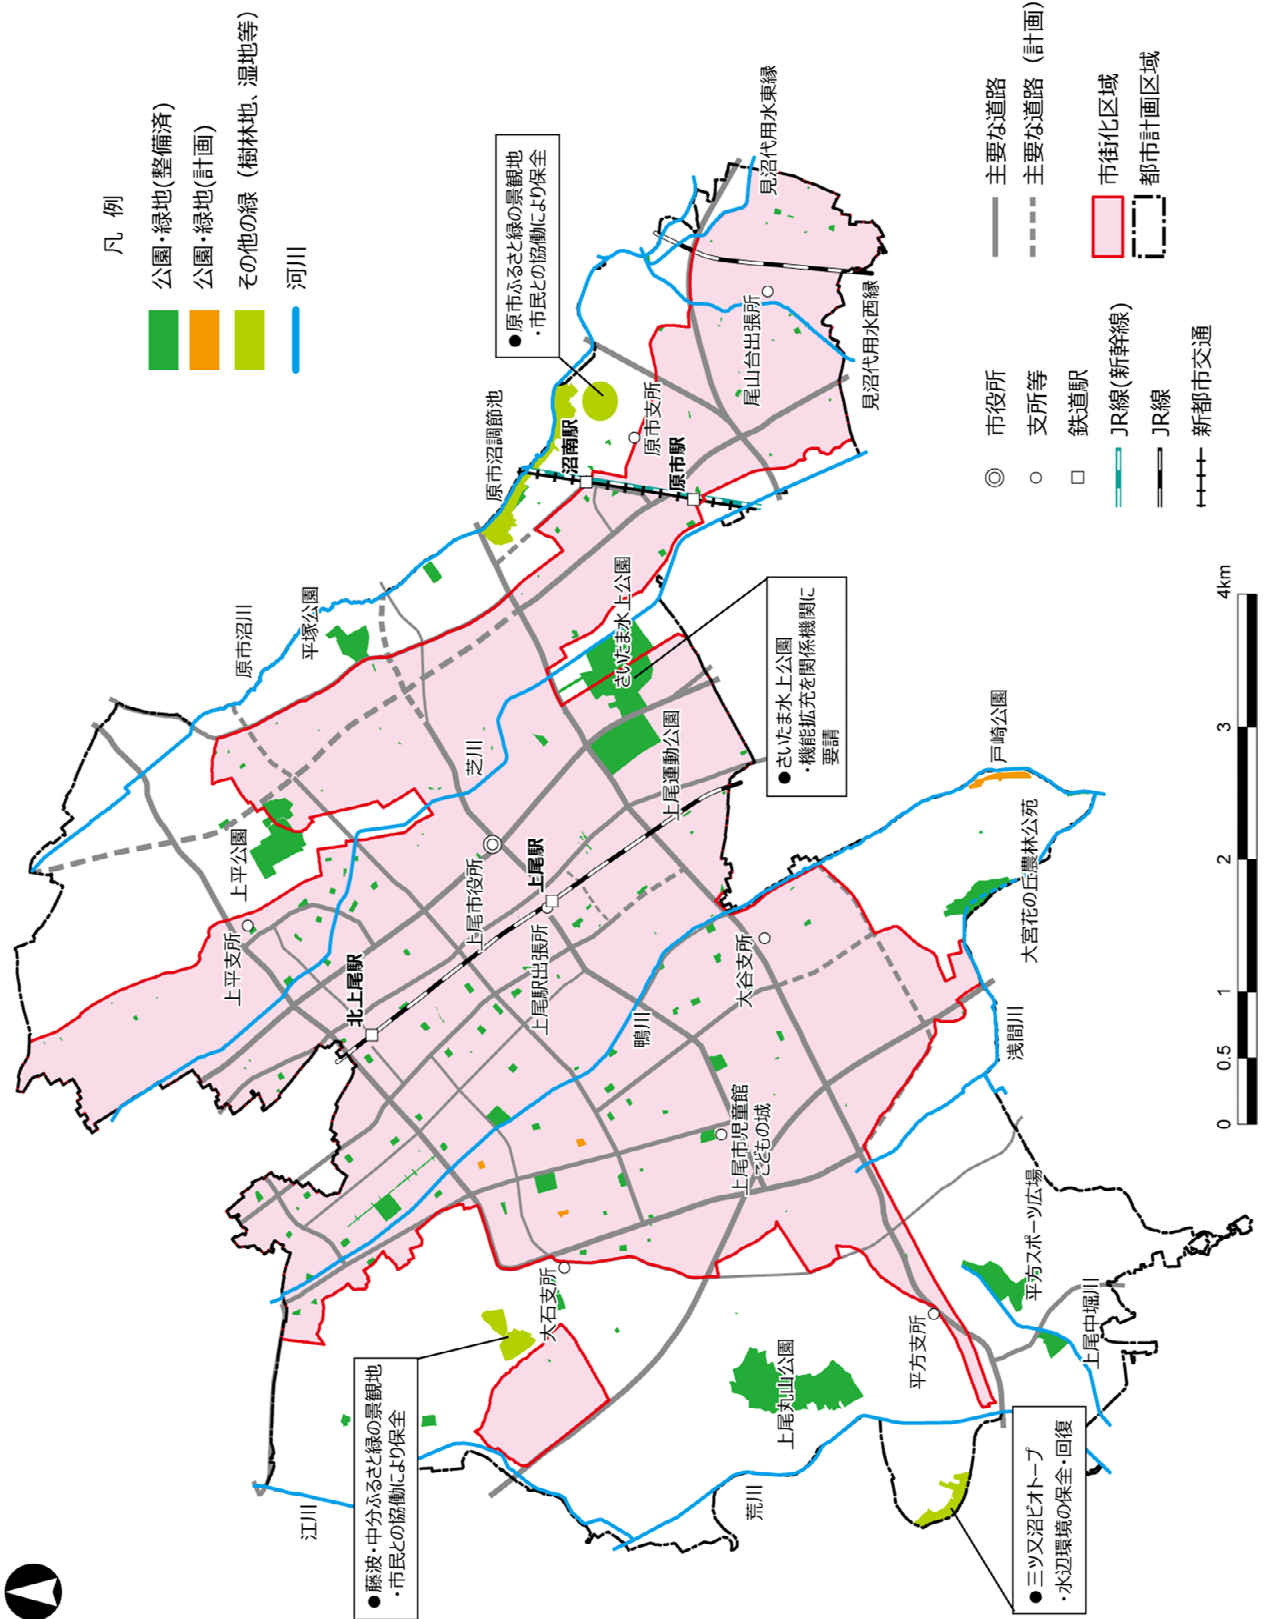 凡 例
公園・緑地(整備済)
公園・緑地(計画)
その他の緑（樹林地、湿地等）
河川
●原市ふるさと緑の景観地
・市民との協働により保全
見沼代用水東縁
主要な道路
主要な道路（計画）
市街化区域
都市計画区域
市役所
支所等
鉄道駅
JR線(新幹線)
JR線
新都市交通
尾山台出張所
見沼代用水西縁
原市沼調節池
沼南駅
原市支所
原市駅
原市沼川
平塚公園
さいたま水上公園
●さいたま水上公園
・機能拡充を関係機関に
要請
芝川
上尾運動公園
上平公園
上尾市役所
上尾駅
上平支所
北上尾駅
上尾駅出張所
鴨川
大谷支所
戸崎公園
大宮花の丘農林公苑
浅間川
上尾市児童館
こどもの城
大石支所
平方スポーツ広場
上尾中堀川
平方支所
上尾丸山公園
●藤波・中分ふるさと緑の景観地
・市民との協働により保全
江川
荒川
●三ツ又沼ビオトープ
・水辺環境の保全・回復
0
0.5
1
2
3
4km